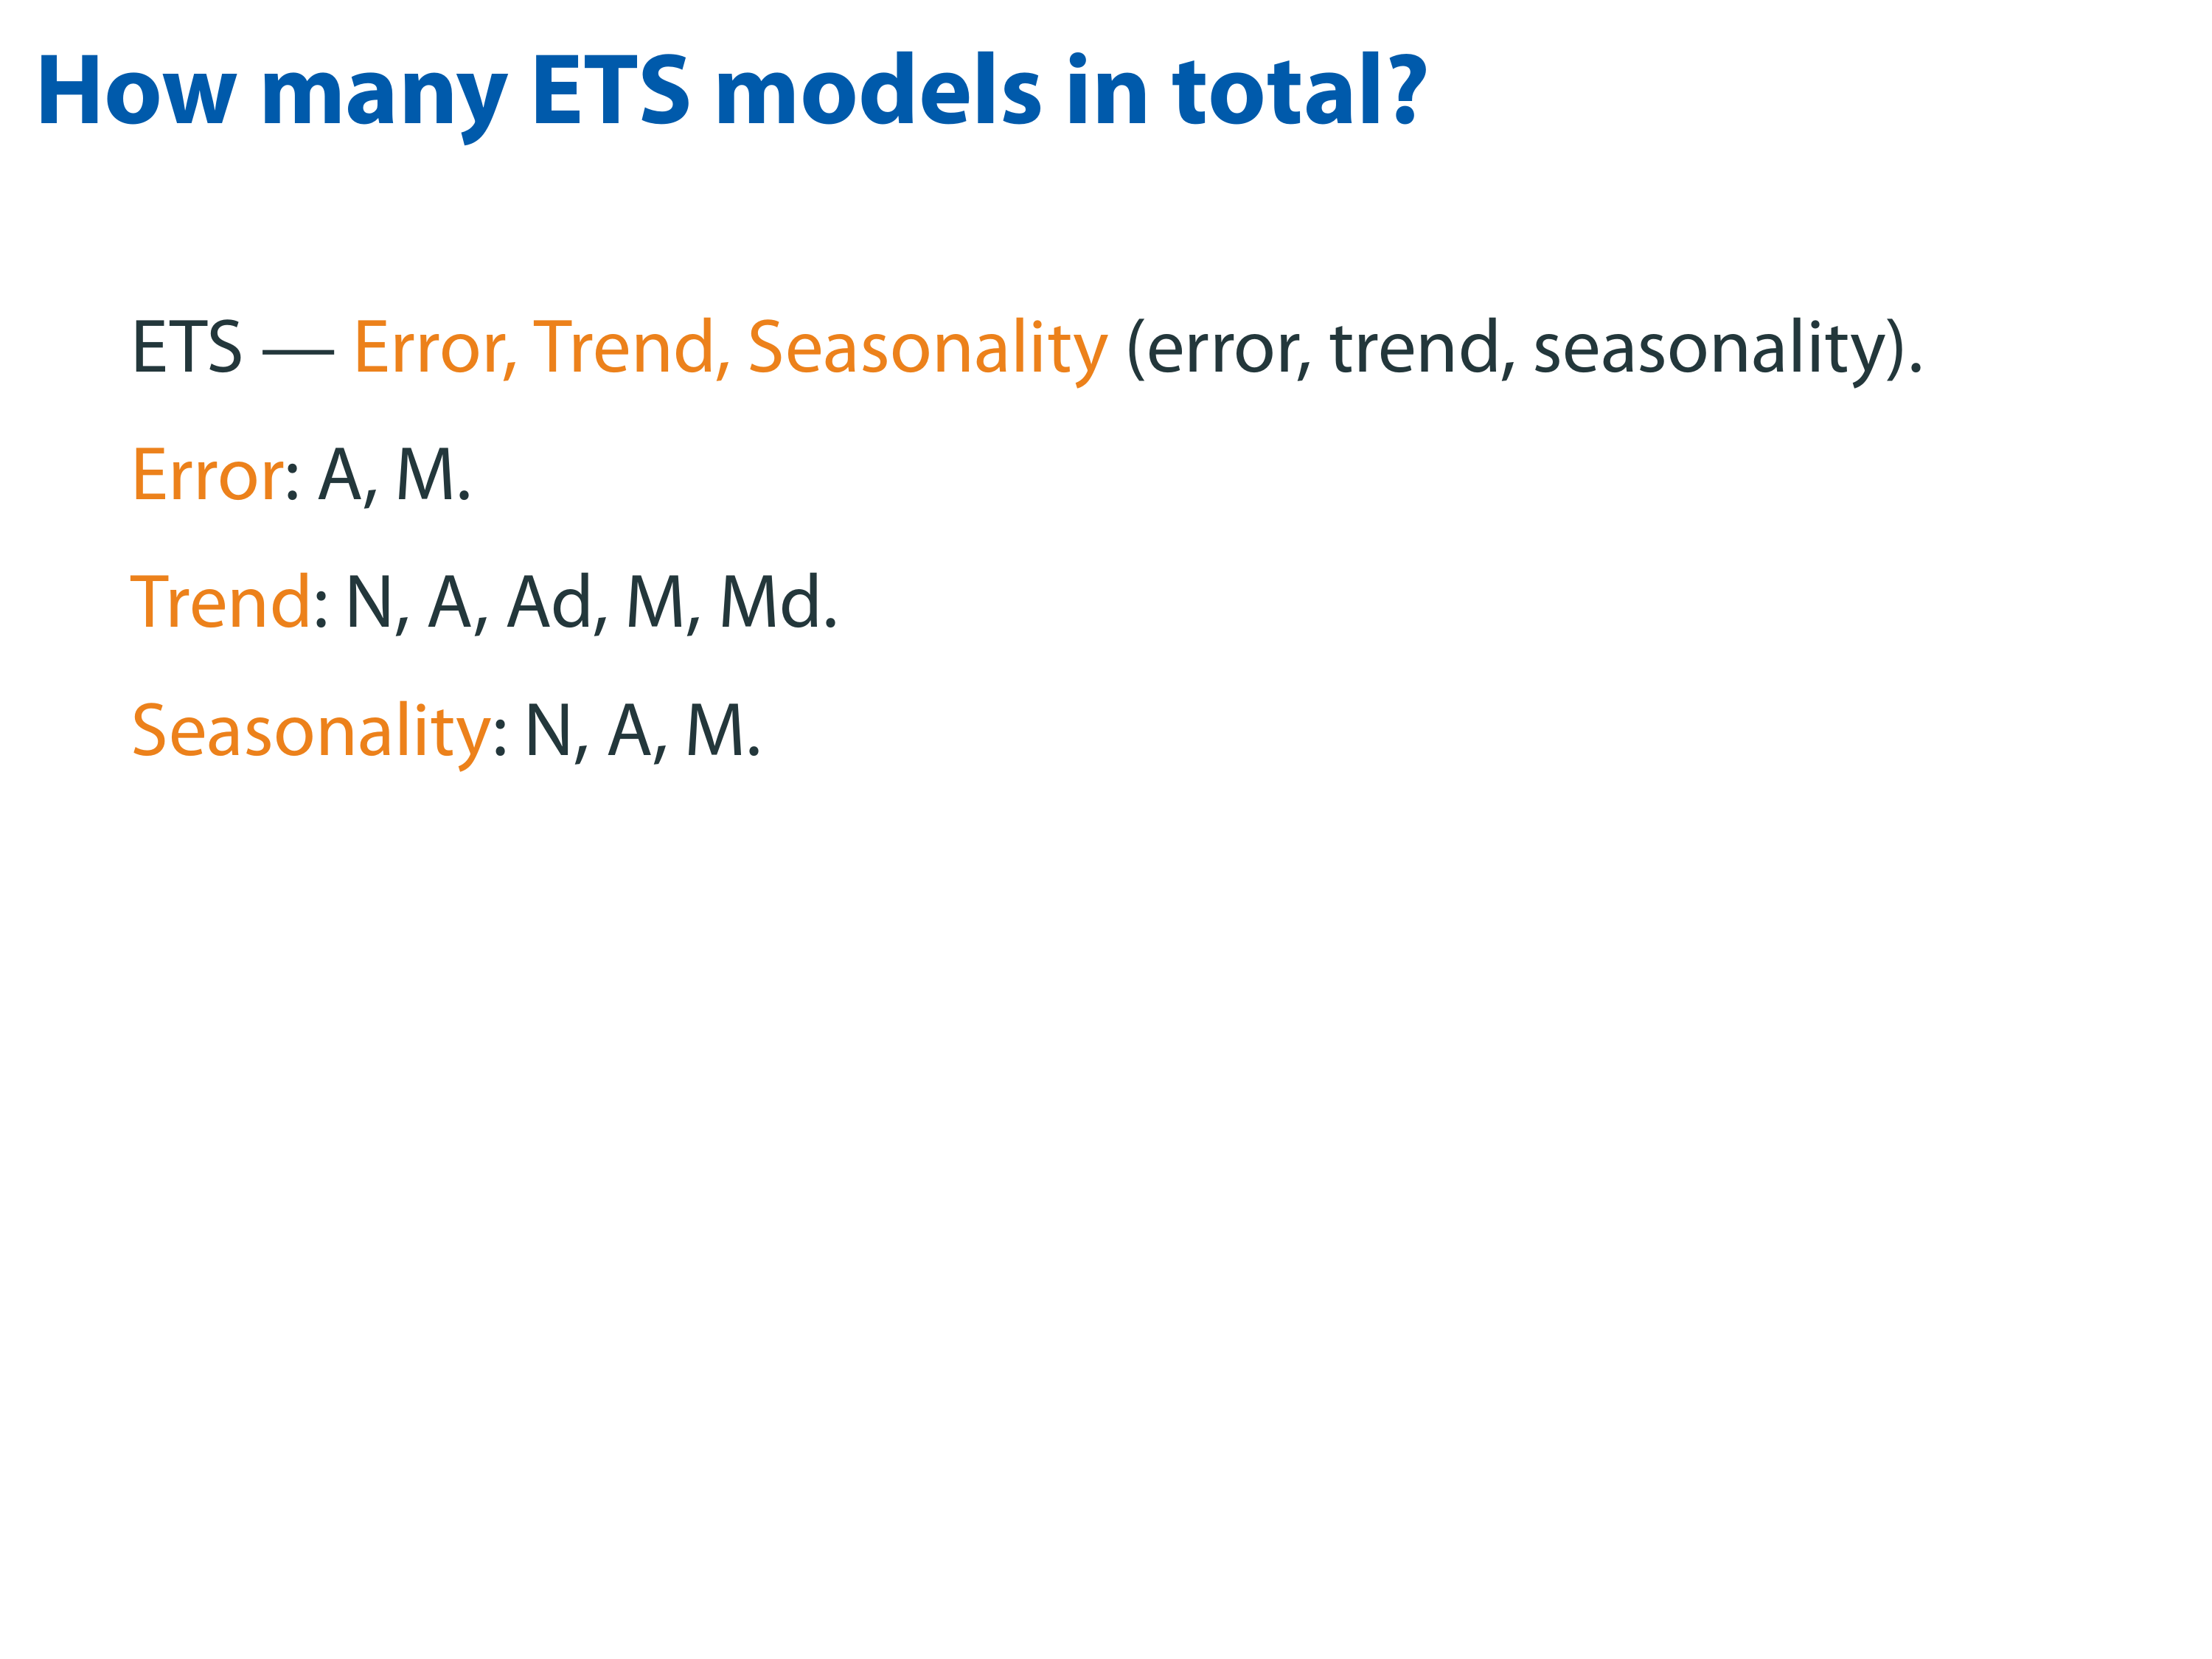 How many ETS models in total?
ETS — Error, Trend, Seasonality (error, trend, seasonality).
Error: A, M.
Trend: N, A, Ad, M, Md.
Seasonality: N, A, M.